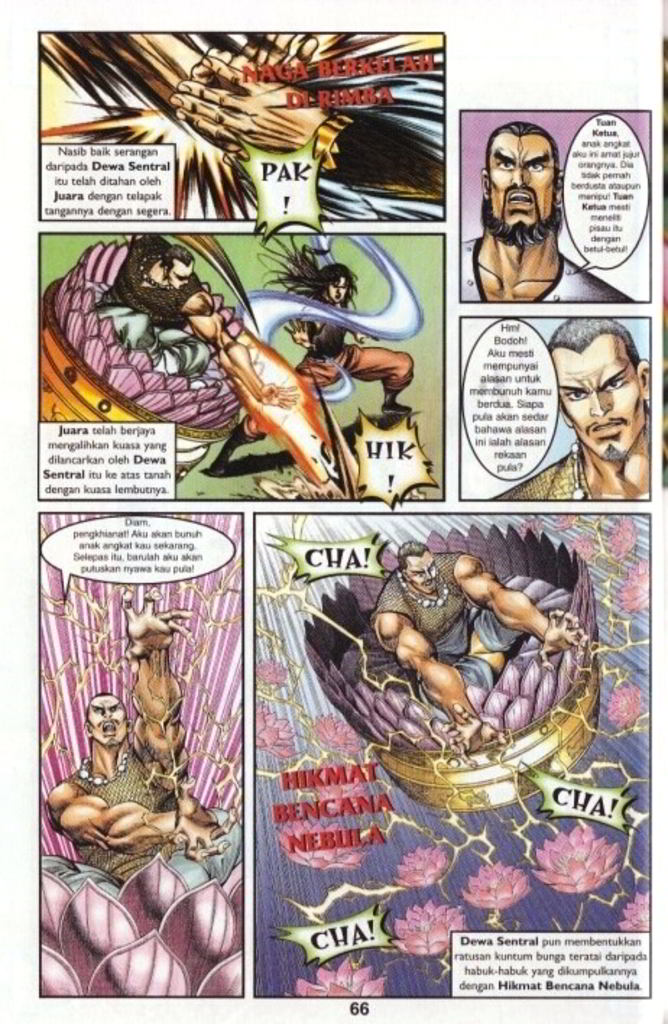 NAGA BERKELAH
DI RIMBA
Nasib baik serangan
daripada Dewa Sentral
itu telah ditahan oleh
Juara dengan telapak
tangannya dengan segera.
PAK
!
Tuan
Ketua,
anak angkat
aku ini amat jujur
orangnya. Dia
tidak pernah
berdusta ataupun
menipu! Tuan
Ketua mesti
meneliti
pisau itu
dengan
betul-betul!
Juara telah berjaya
mengalihkan kuasa yang
dilancarkan oleh Dewa
Sentral itu ke atas tanah
dengan kuasa lembutnya.
HIK
!
Hm!
Bodoh!
Aku mempunyai
alasan untuk
membunuh kamu
berdua. Siapa
pula akan sedar
bahawa alasan
ini ialah alasan
rekaan
pula?
Diam,
pengkhianat! Aku akan bunuh
anak angkat kau sekarang.
Selepas itu, barulah aku akan
putuskan nyawa kau pula!
CHA!
HIKMAT
BENCANA
NEBULA
CHA!
CHA!
Dewa Sentral pun membentukkan
ratusan kuntum bunga teratai daripada
habuk-habuk yang dikumpulkannya
dengan Hikmat Bencana Nebula.
66